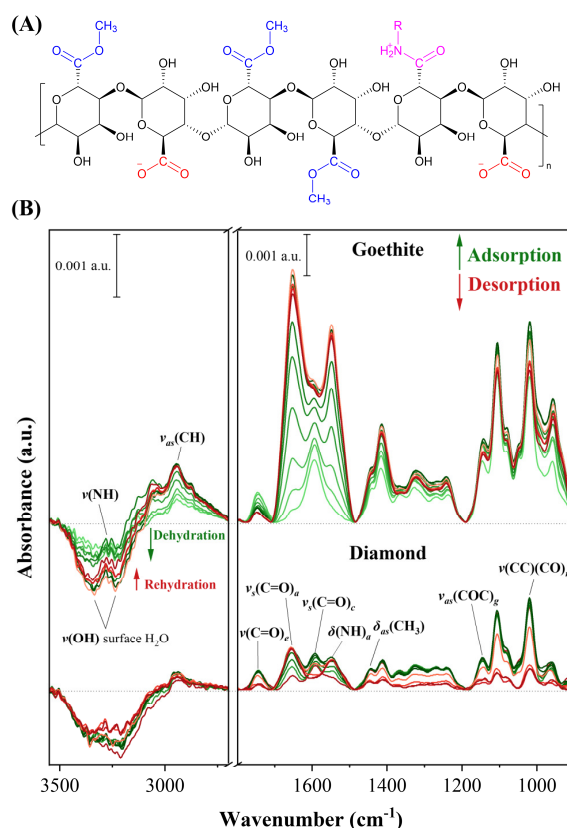 (A)
CH3
O
O
C
OH
OH
O
O
OH
O
O
OH
C
O-
O
CH3
O
O
C
OH
OH
O
O
OH
O
O
OH
C
O
O
CH3
R
H2N+
O
C
OH
OH
O
O
OH
O
OH
C
O-
O
n
(B)
0.001 a.u.
0.001 a.u.
Goethite
Adsorption
Desorption
νas(CH)
ν(NH)
Dehydration
Rehydration
ν(OH) surface H2O
Diamond
ν(CC)(CO)
νas(COC)g
νs(C=O)a
νs(C=O)c
ν(C=O)e
δ(NH)a
δas(CH3)
Absorbance (a.u.)
3500 3000 1600 1400 1200 1000
Wavenumber (cm-1)